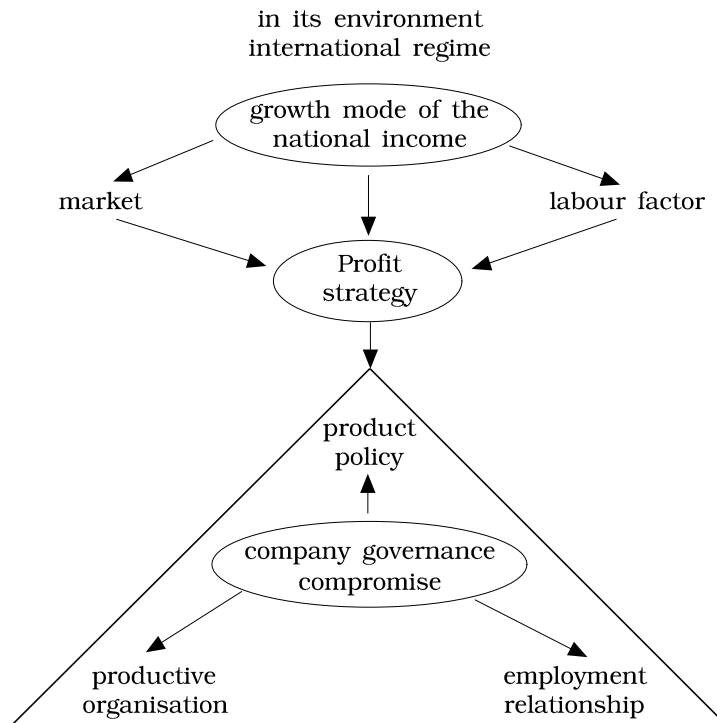 in its environment
international regime
growth mode of the
national income
market
labour factor
Profit
strategy
product
policy
company governance
compromise
productive
organisation
employment
relationship